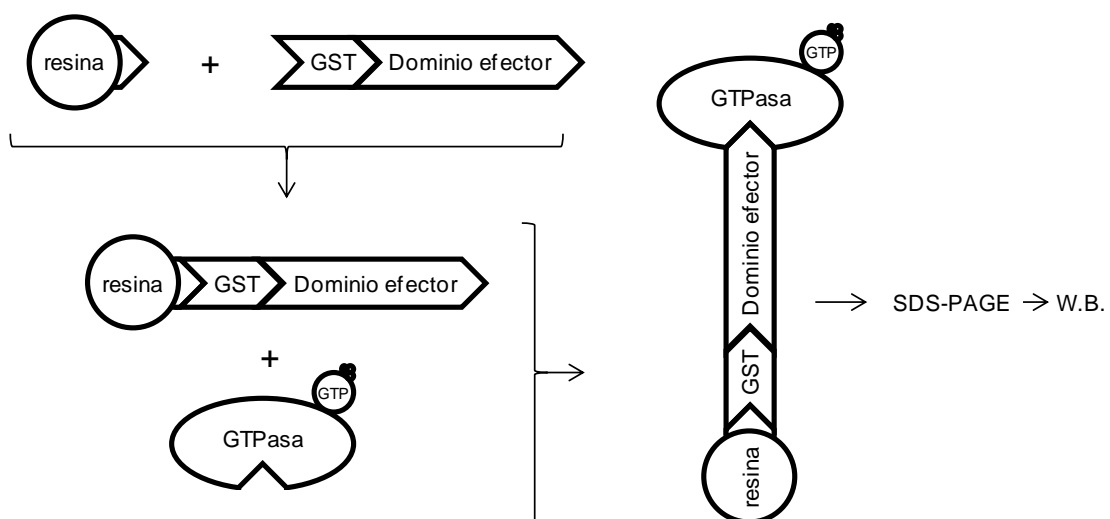 resina
+
GST
Dominio efector
resina
GST
Dominio efector
+
GTP
GTPasa
GTP
GTPasa
Dominio efector
GST
resina
SDS-PAGE
W.B.